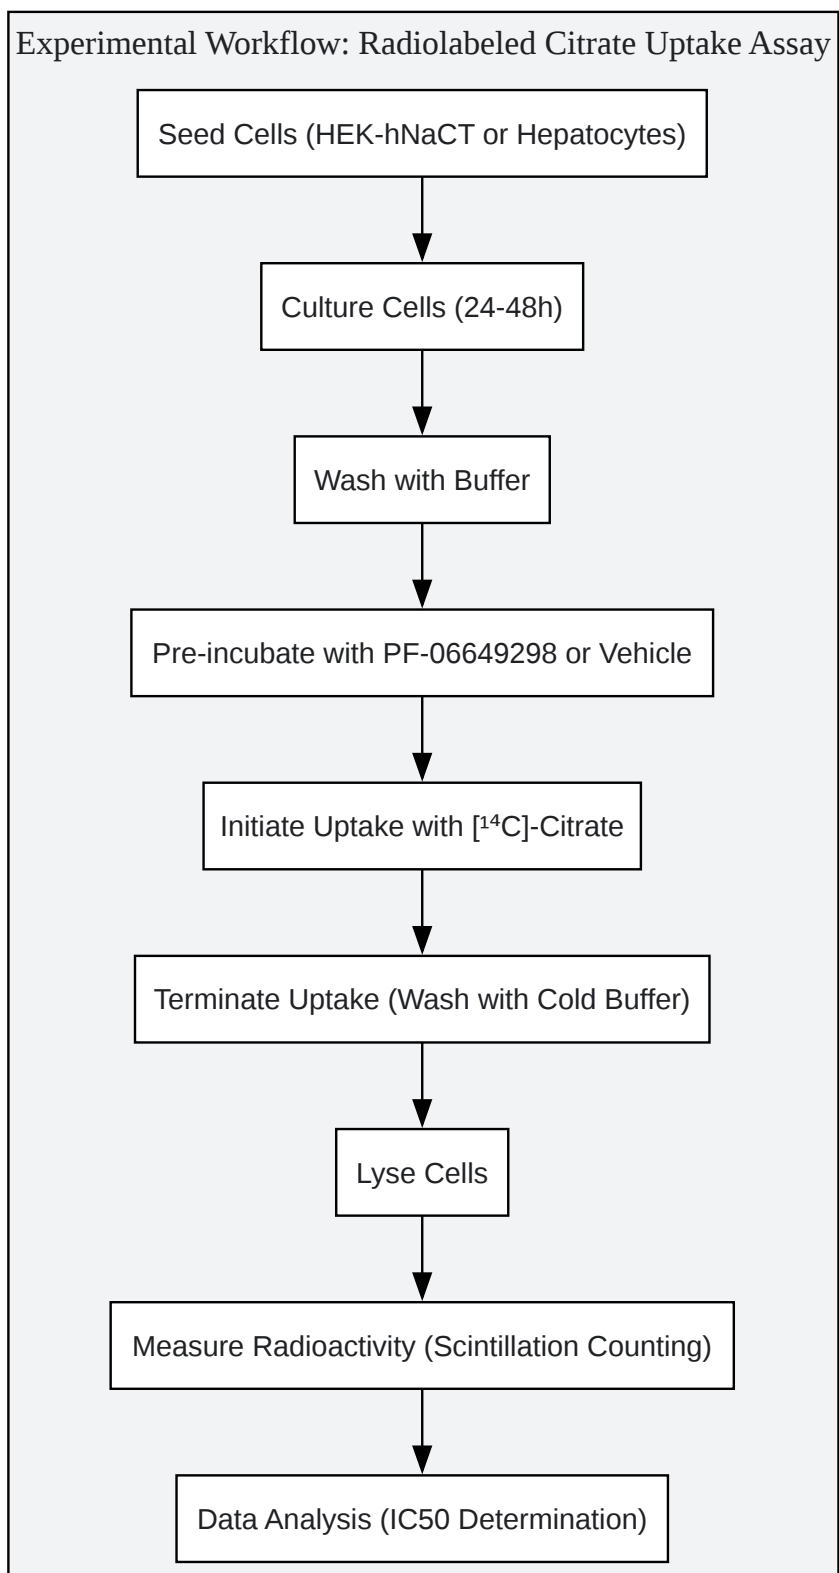 Experimental Workflow: Radiolabeled Citrate Uptake Assay
Seed Cells (HEK-hNaCT or Hepatocytes)
Culture Cells (24-48h)
Wash with Buffer
Pre-incubate with PF-06649298 or Vehicle
Initiate Uptake with [¹⁴C]-Citrate
Terminate Uptake (Wash with Cold Buffer)
Lyse Cells
Measure Radioactivity (Scintillation Counting)
Data Analysis (IC50 Determination)